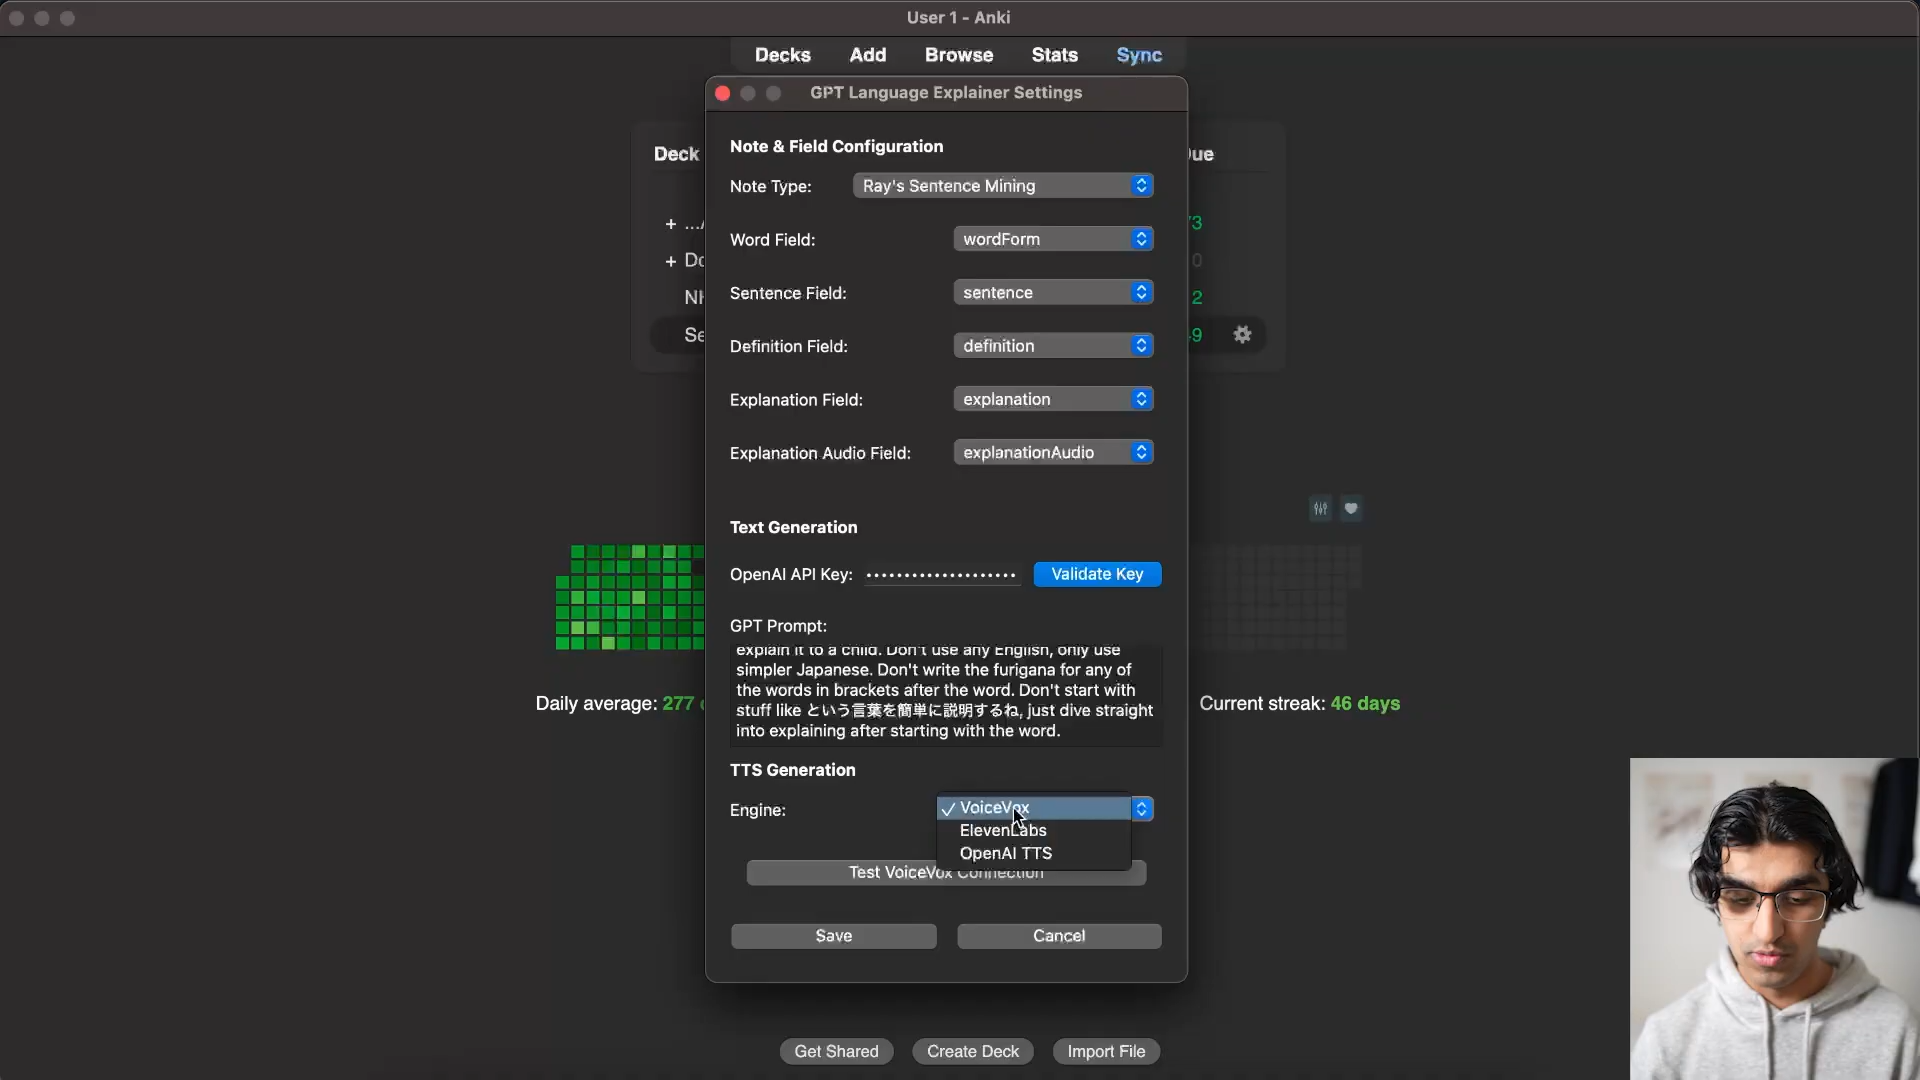 User 1 - Anki
Decks Add Browse Stats Sync
GPT Language Explainer Settings
Note & Field Configuration
Deck
Note Type: Ray's Sentence Mining
Word Field: wordForm
Sentence Field: sentence
2
Definition Field: definition
9
Explanation Field: explanation
Explanation Audio Field: explanationAudio
Text Generation
OpenAI API Key: •••••••••••••••••••• Validate Key
GPT Prompt:
explain it to a child. Don't use any English, only use
simpler Japanese. Don't write the furigana for any of
the words in brackets after the word. Don't start with
stuff like という言葉を簡単に説明するね, just dive straight
into explaining after starting with the word.
Daily average: 277
Current streak: 46 days
TTS Generation
Engine: ✓ VoiceVox
ElevenLabs
OpenAI TTS
Test VoiceVox Connection
Save Cancel
Get Shared Create Deck Import File